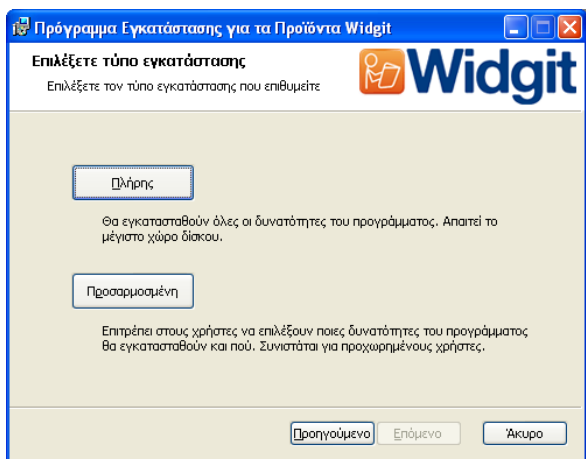 Πρόγραμμα Εγκατάστασης για τα Προϊόντα Widgit
Επιλέξετε τύπο εγκατάστασης
Επιλέξετε τον τύπο εγκατάστασης που επιθυμείτε
Widgit
Πλήρης
Θα εγκατασταθούν όλες οι δυνατότητες του προγράμματος. Απαιτεί το
μέγιστο χώρο δίσκου.
Προσαρμοσμένη
Επιτρέπει στους χρήστες να επιλέξουν ποιες δυνατότητες του προγράμματος
θα εγκατασταθούν και πού. Συνιστάται για προχωρημένους χρήστες.
Προηγούμενο Επόμενο Άκυρο